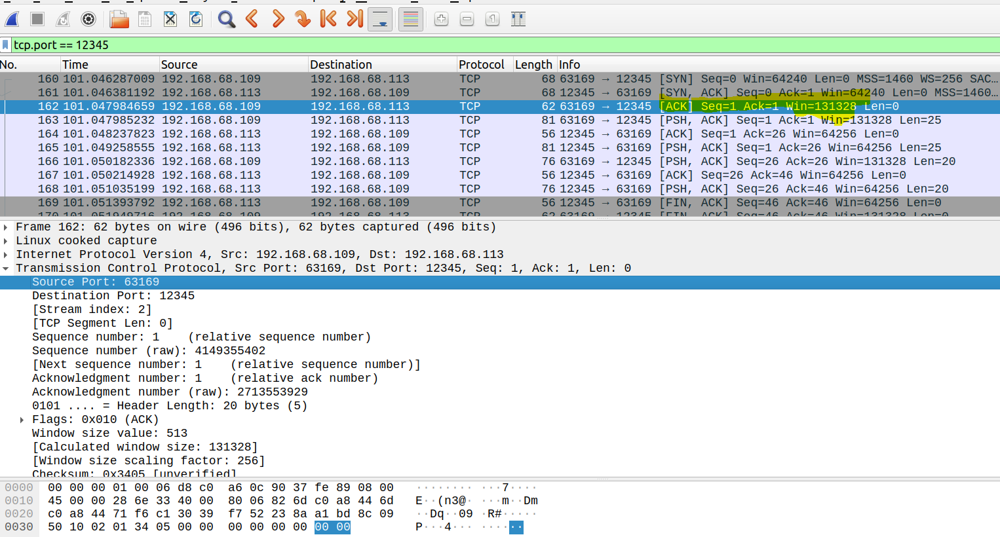 tcp.port == 12345
No. Time Source Destination Protocol Length Info
160 101.046287009 192.168.68.109 192.168.68.113 TCP 68 63169 → 12345 [SYN] Seq=0 Win=64240 Len=0 MSS=1460 WS=256 SAC…
161 101.046381192 192.168.68.113 192.168.68.109 TCP 68 12345 → 63169 [SYN, ACK] Seq=0 Ack=1 Win=64240 Len=0 MSS=1460…
162 101.047984659 192.168.68.109 192.168.68.113 TCP 62 63169 → 12345 [ACK] Seq=1 Ack=1 Win=131328 Len=0
163 101.047985232 192.168.68.109 192.168.68.113 TCP 81 63169 → 12345 [PSH, ACK] Seq=1 Ack=1 Win=131328 Len=25
164 101.048237823 192.168.68.113 192.168.68.109 TCP 56 12345 → 63169 [ACK] Seq=1 Ack=26 Win=64256 Len=0
165 101.049258555 192.168.68.113 192.168.68.109 TCP 81 12345 → 63169 [PSH, ACK] Seq=1 Ack=26 Win=64256 Len=25
166 101.050182336 192.168.68.109 192.168.68.113 TCP 76 63169 → 12345 [PSH, ACK] Seq=26 Ack=26 Win=131328 Len=20
167 101.050214928 192.168.68.113 192.168.68.109 TCP 56 12345 → 63169 [ACK] Seq=26 Ack=46 Win=64256 Len=0
168 101.051035199 192.168.68.113 192.168.68.109 TCP 76 12345 → 63169 [PSH, ACK] Seq=26 Ack=46 Win=64256 Len=20
169 101.051393792 192.168.68.113 192.168.68.109 TCP 56 12345 → 63169 [FIN, ACK] Seq=46 Ack=46 Win=64256 Len=0
170 101.051949716 192.168.68.109 192.168.68.113 TCP 62 63169 → 12345 [FIN, ACK] Seq=46 Ack=46 Win=131328 Len=0
Frame 162: 62 bytes on wire (496 bits), 62 bytes captured (496 bits)
Linux cooked capture
Internet Protocol Version 4, Src: 192.168.68.109, Dst: 192.168.68.113
Transmission Control Protocol, Src Port: 63169, Dst Port: 12345, Seq: 1, Ack: 1, Len: 0
Source Port: 63169
Destination Port: 12345
[Stream index: 2]
[TCP Segment Len: 0]
Sequence number: 1 (relative sequence number)
Sequence number (raw): 4149355402
[Next sequence number: 1 (relative sequence number)]
Acknowledgment number: 1 (relative ack number)
Acknowledgment number (raw): 2713553929
0101 .... = Header Length: 20 bytes (5)
Flags: 0x010 (ACK)
Window size value: 513
[Calculated window size: 131328]
[Window size scaling factor: 256]
Checksum: 0x3405 [unverified]
0000 00 00 00 01 00 06 d8 c0 a6 0c 90 37 fe 89 08 00 ········ ···7····
0010 45 00 00 28 6e 33 40 00 80 06 82 6d c0 a8 44 6d E··(n3@· ···m··Dm
0020 c0 a8 44 71 f6 c1 30 39 f7 52 23 8a a1 bd 8c 09 ··Dq··09 ·R#·····
0030 50 10 02 01 34 05 00 00 00 00 00 00 00 00 P···4··· ······